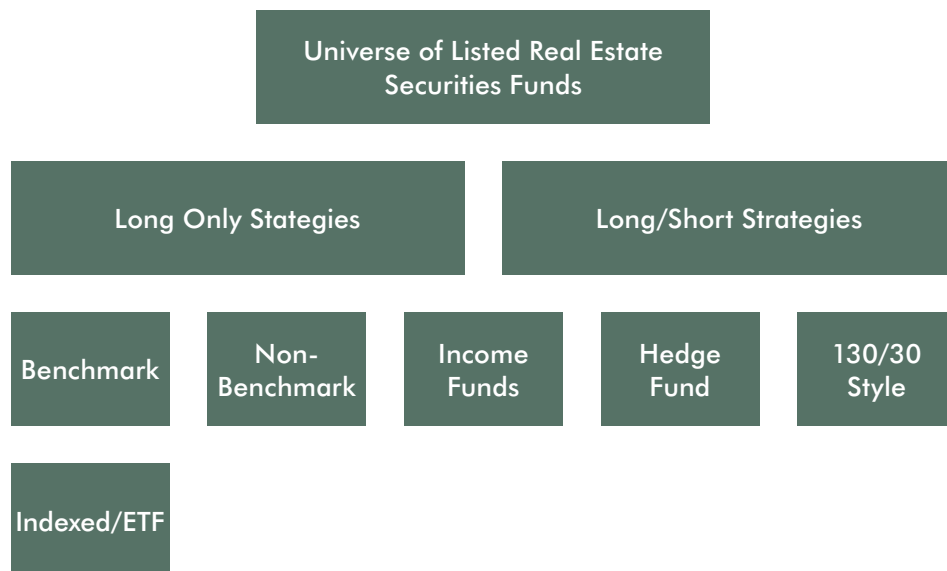 Universe of Listed Real Estate
Securities Funds
Long Only Stategies
Long/Short Strategies
Benchmark
Non-
Benchmark
Income
Funds
Hedge
Fund
130/30
Style
Indexed/ETF